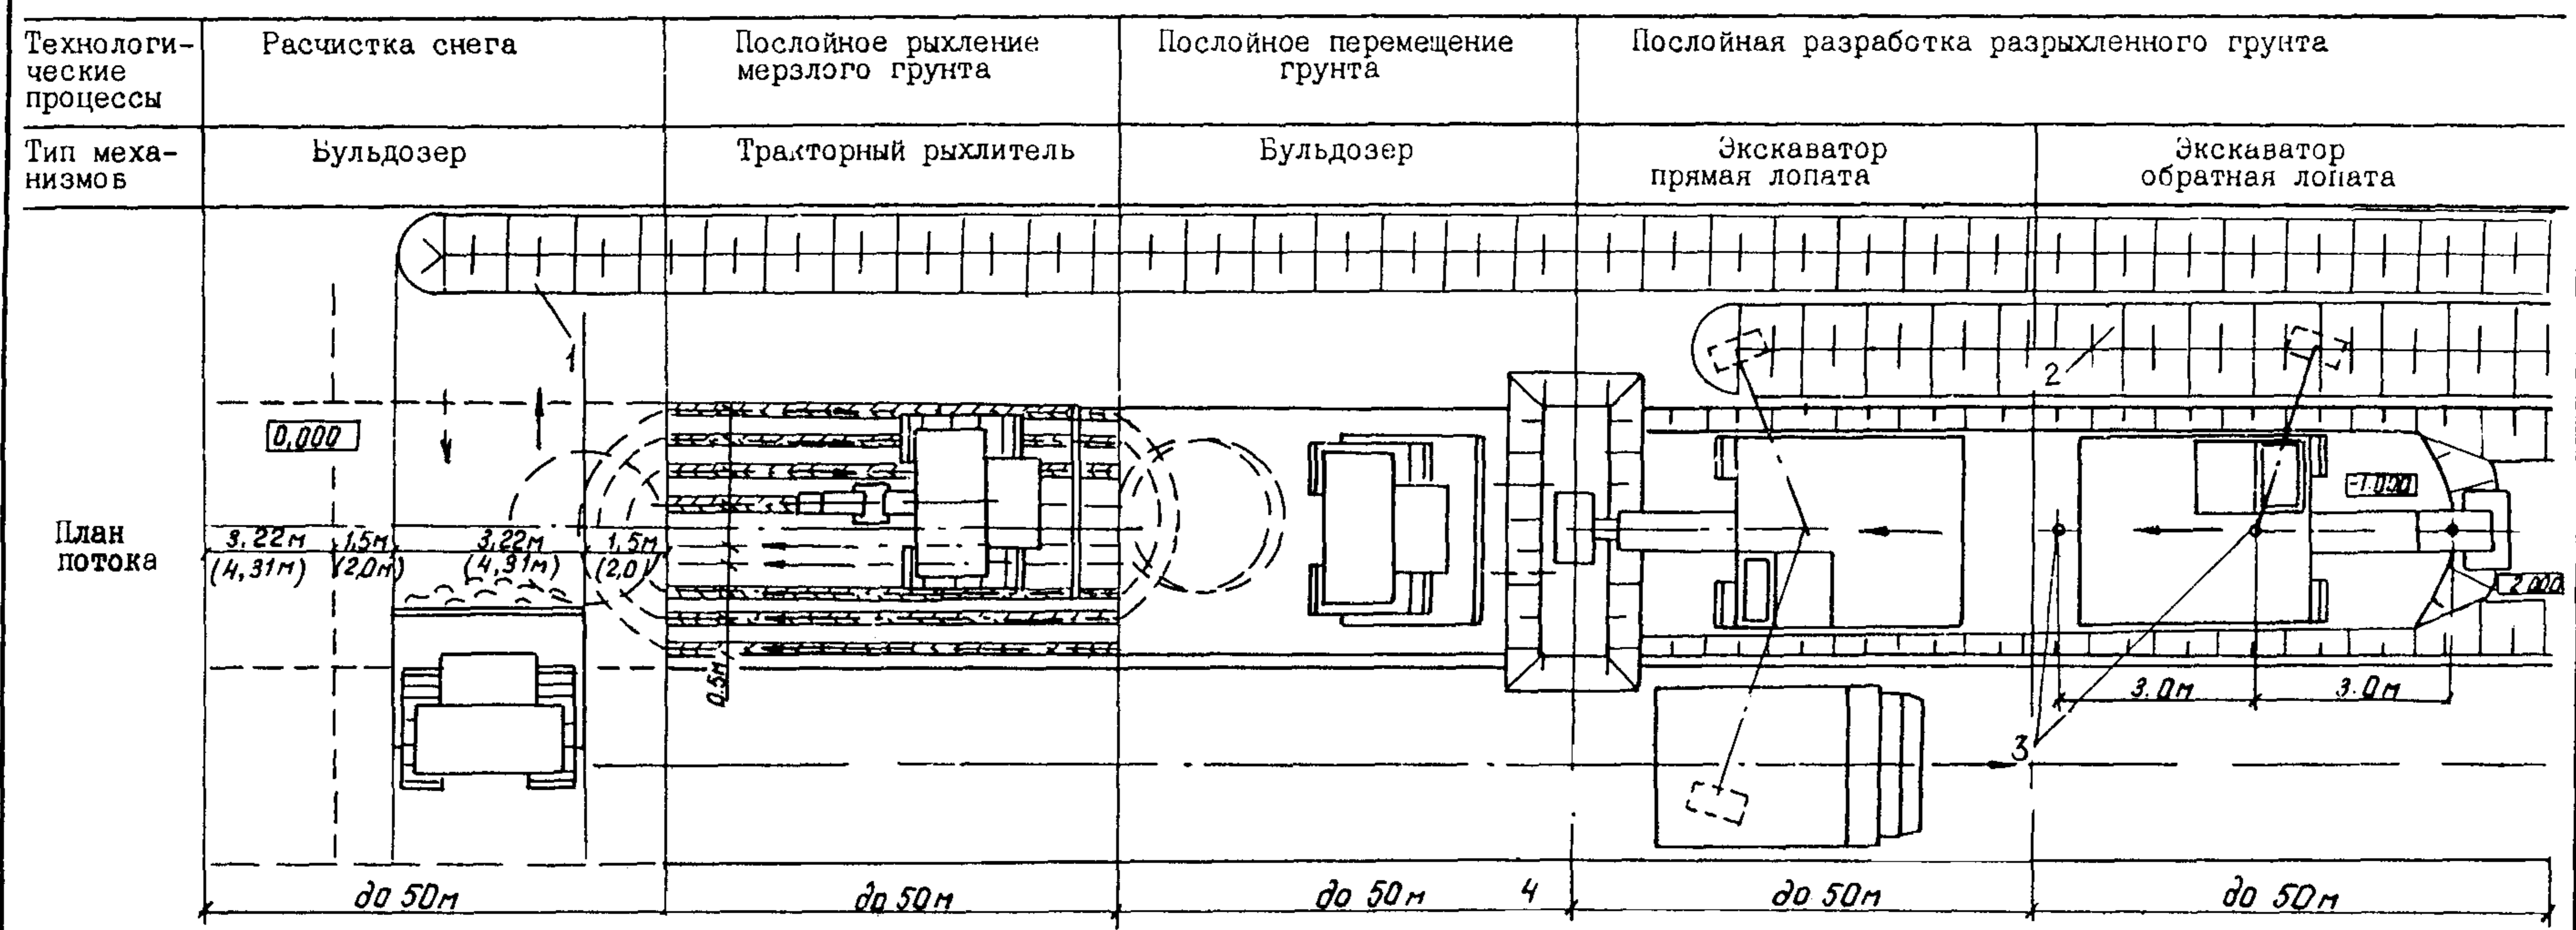 Технологи-
ческие
процессы
Расчистка снега
Послойное рыхление
мерзлого грунта
Послойное перемещение
грунта
Послойная разработка разрыхленного грунта
Тип меха-
низмов
Бульдозер
Тракторный рыхлитель
Бульдозер
Экскаватор
прямая лопата
Экскаватор
обратная лопата
План
потока
1
2
0,000
-1.000
2.000
3.22м
(4,31м)
1,5м
(2,0м)
3,22м
(4,31м)
1.5м
(2,0)
0.5м
3.0м
3.0м
3
до 50м
до 50м
до 50м
4
до 50м
до 50м